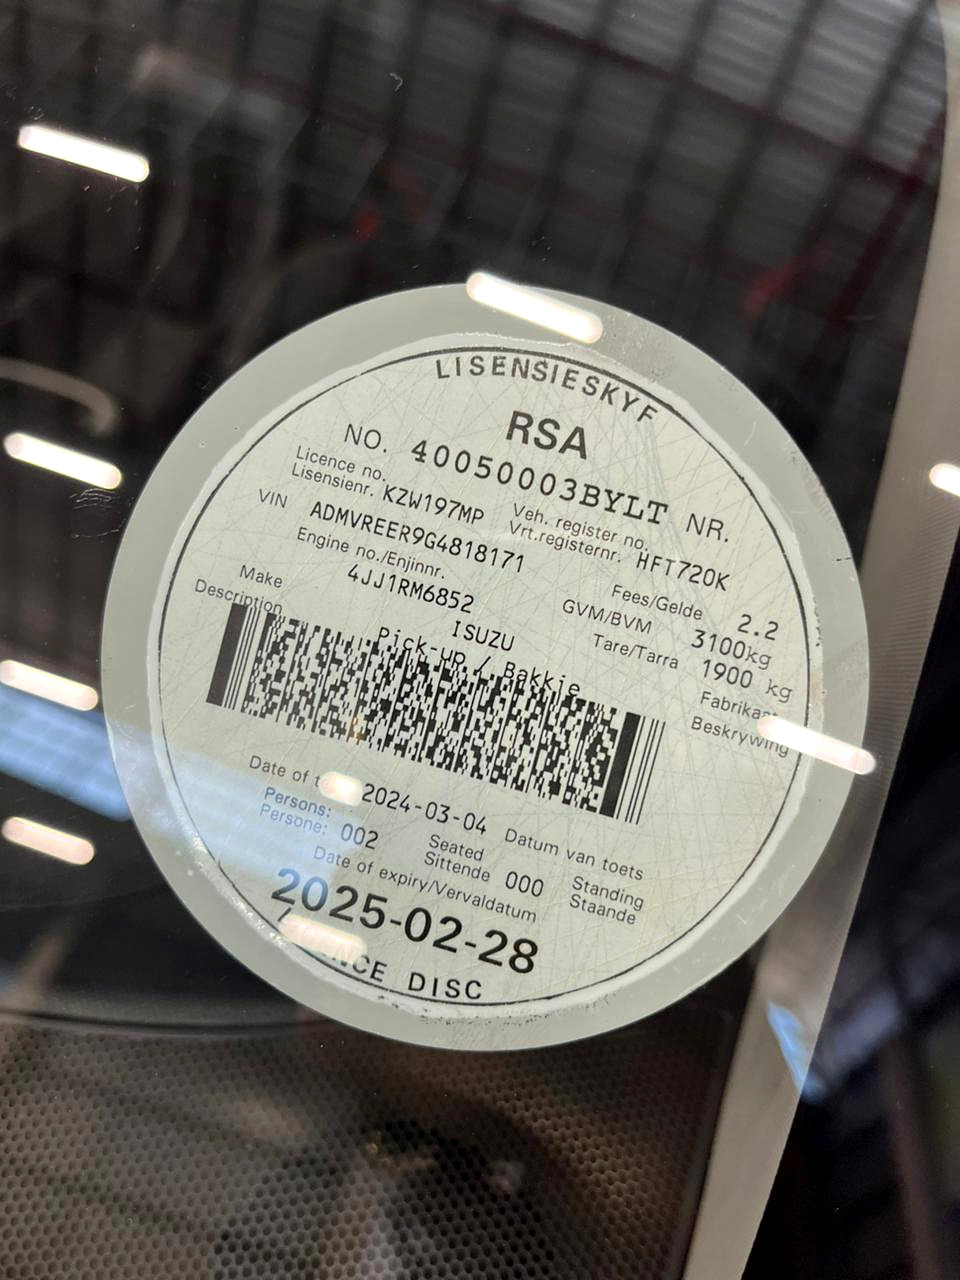 LISENSIESKYF
RSA
NO. 40050003BYLT NR.
Licence no. Veh. register no.
Lisensienr. KZW197MP Vrt.registernr. HFT720K
VIN ADMVREER9G4818171
Engine no./Enjinnr. Fees/Gelde 2.2
4JJ1RM6852 GVM/BVM 3100kg
Tare/Tarra 1900 kg
Make ISUZU Fabrikaat
Description Pick-up / Bakkie Beskrywing
Date of 2024-03-04 Datum van toets
Persons: Seated Standing
Persone: 002 Sittende 000 Staande
Date of expiry/Vervaldatum
2025-02-28
DISC